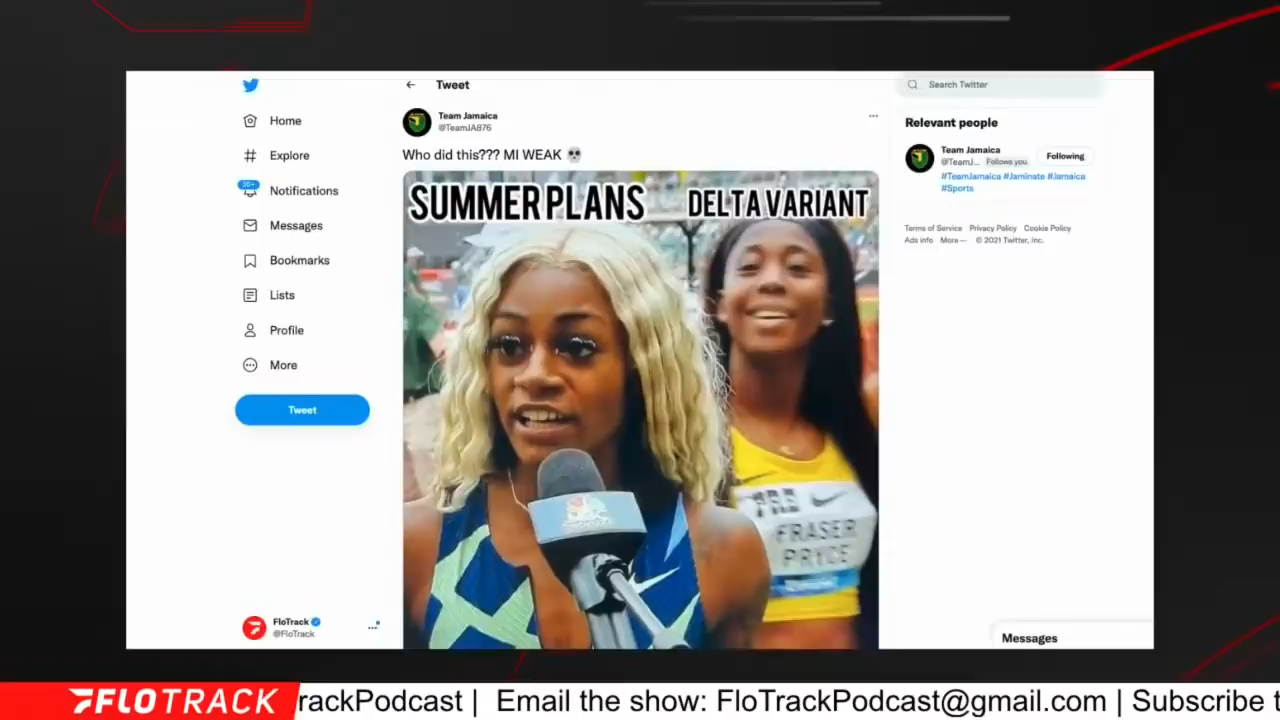 Tweet
Search Twitter
Home
Explore
20+
Notifications
Messages
Bookmarks
Lists
Profile
More
Tweet
FloTrack
@FloTrack
Team Jamaica
@TeamJA876
Who did this??? MI WEAK 💀
SUMMER PLANS DELTA VARIANT
PRE
FRASER
PRYCE
Relevant people
Team Jamaica
@TeamJ... Follows you
Following
#TeamJamaica #Jaminate #Jamaica
#Sports
Terms of Service Privacy Policy Cookie Policy
Ads info More ··· © 2021 Twitter, Inc.
Messages
FLOTRACK
rackPodcast | Email the show: FloTrackPodcast@gmail.com | Subscribe t